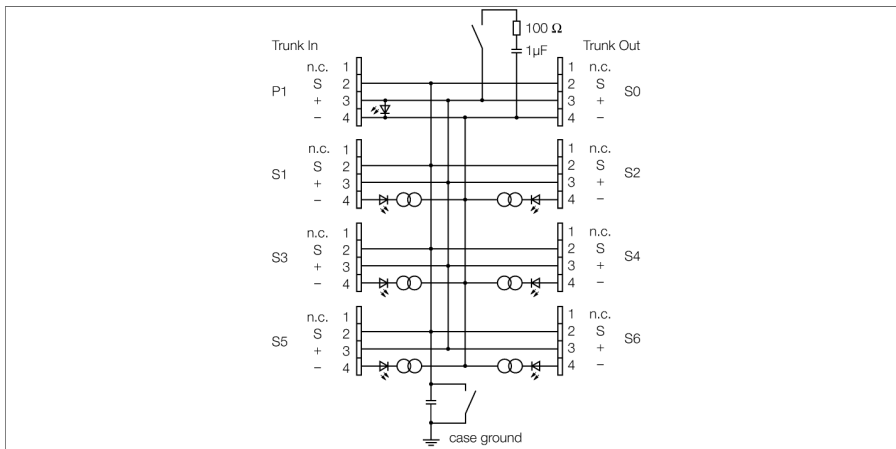 100 Ω
1µF
Trunk In
Trunk Out
n.c. 1
1 n.c.
P1 S 2
2 S S0
+ 3
3 +
− 4
4 −
n.c. 1
1 n.c.
S1 S 2
2 S S2
+ 3
3 +
− 4
4 −
n.c. 1
1 n.c.
S3 S 2
2 S S4
+ 3
3 +
− 4
4 −
n.c. 1
1 n.c.
S5 S 2
2 S S6
+ 3
3 +
− 4
4 −
case ground